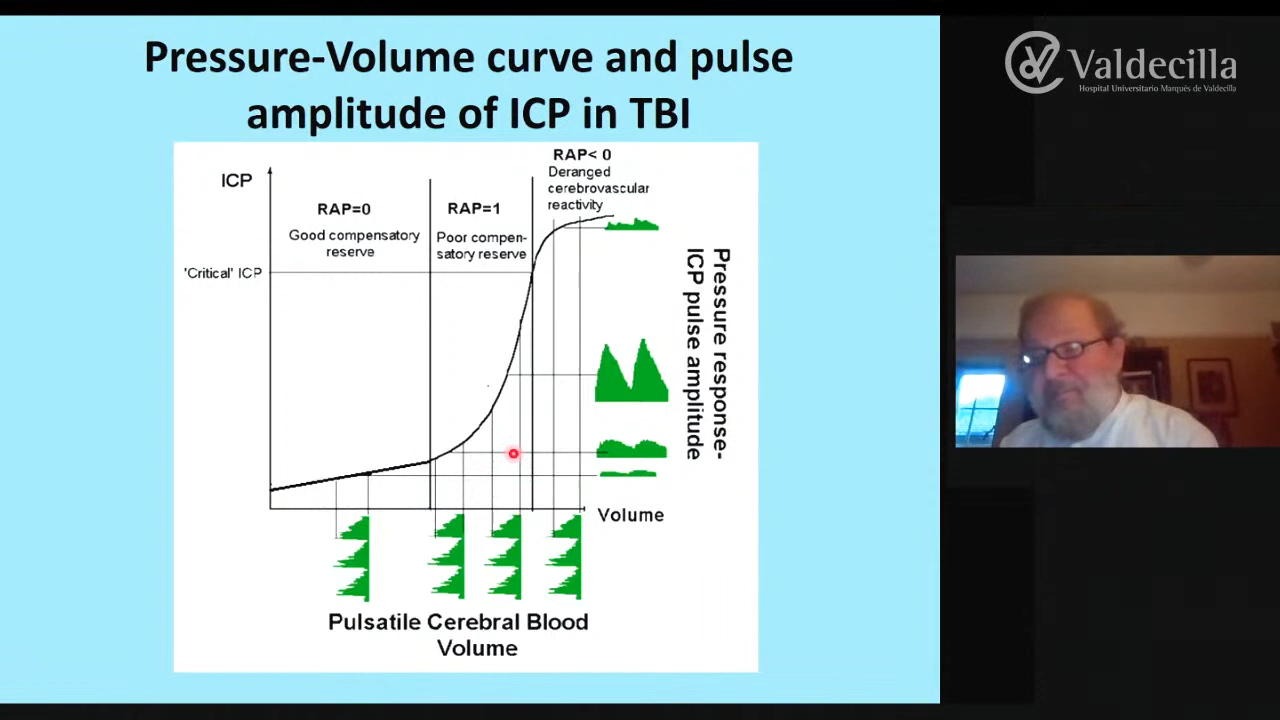 Pressure-Volume curve and pulse
amplitude of ICP in TBI
Valdecilla
Hospital Universitario Marqués de Valdecilla
RAP< 0
Deranged
cerebrovascular
reactivity
ICP
RAP=0
Good compensatory
reserve
RAP=1
Poor compen-
satory reserve
'Critical' ICP
Pressure response-
ICP pulse amplitude
Volume
Pulsatile Cerebral Blood
Volume